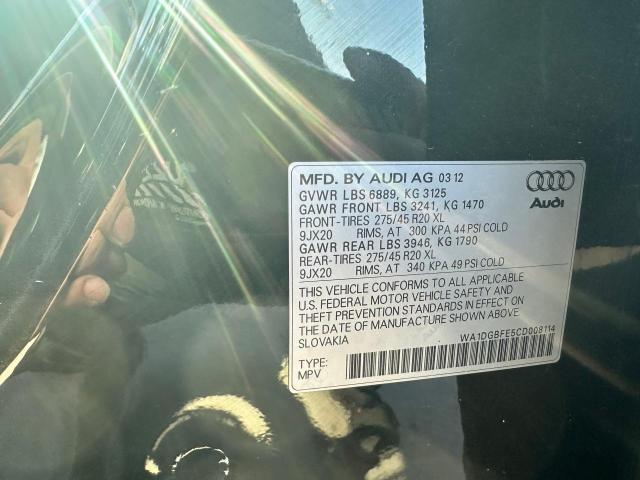 MFD. BY AUDI AG 03 12
GVWR LBS 6889, KG 3125
GAWR FRONT LBS 3241, KG 1470
FRONT-TIRES 275/45 R20 XL
9JX20 RIMS, AT 300 KPA 44 PSI COLD
GAWR REAR LBS 3946, KG 1790
REAR-TIRES 275/45 R20 XL
9JX20 RIMS, AT 340 KPA 49 PSI COLD
Audi
THIS VEHICLE CONFORMS TO ALL APPLICABLE
U.S. FEDERAL MOTOR VEHICLE SAFETY AND
THEFT PREVENTION STANDARDS IN EFFECT ON
THE DATE OF MANUFACTURE SHOWN ABOVE
SLOVAKIA
WA1DGBFE5CD008114
TYPE:
MPV